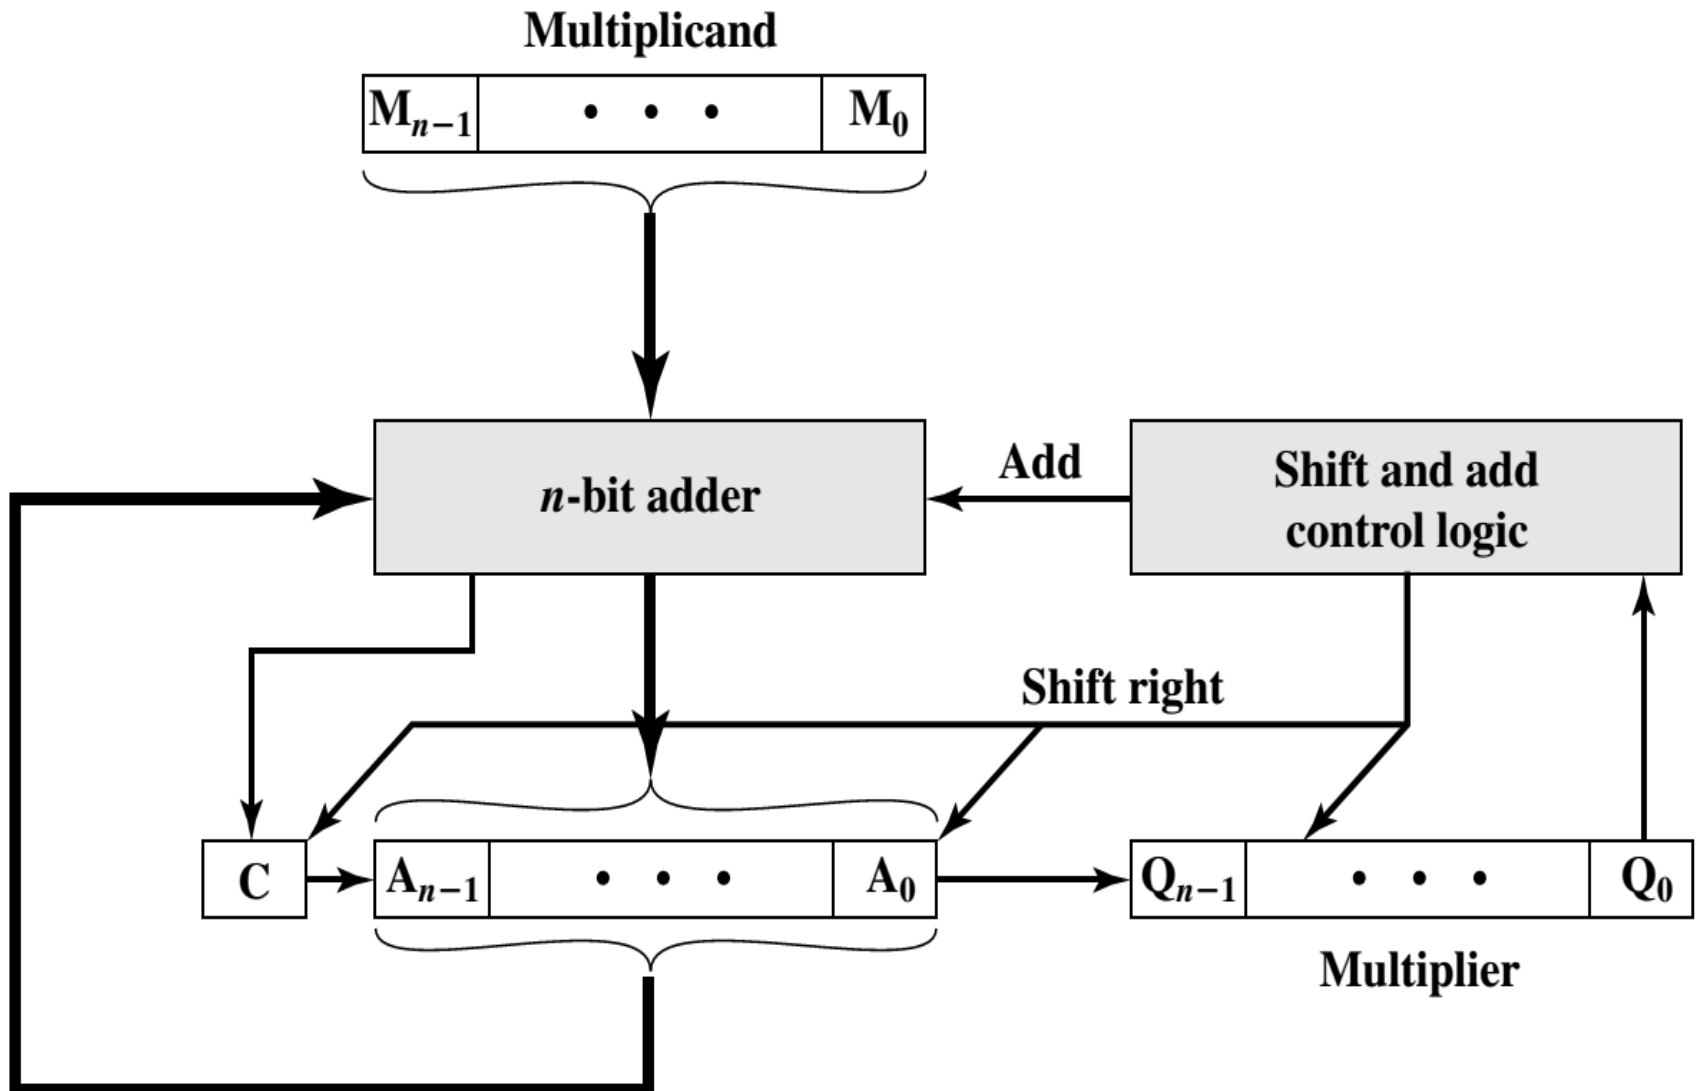 Multiplicand
Mn−1 • • • M0
n-bit adder
Add
Shift and add
control logic
Shift right
C
An−1 • • • A0
Qn−1 • • • Q0
Multiplier